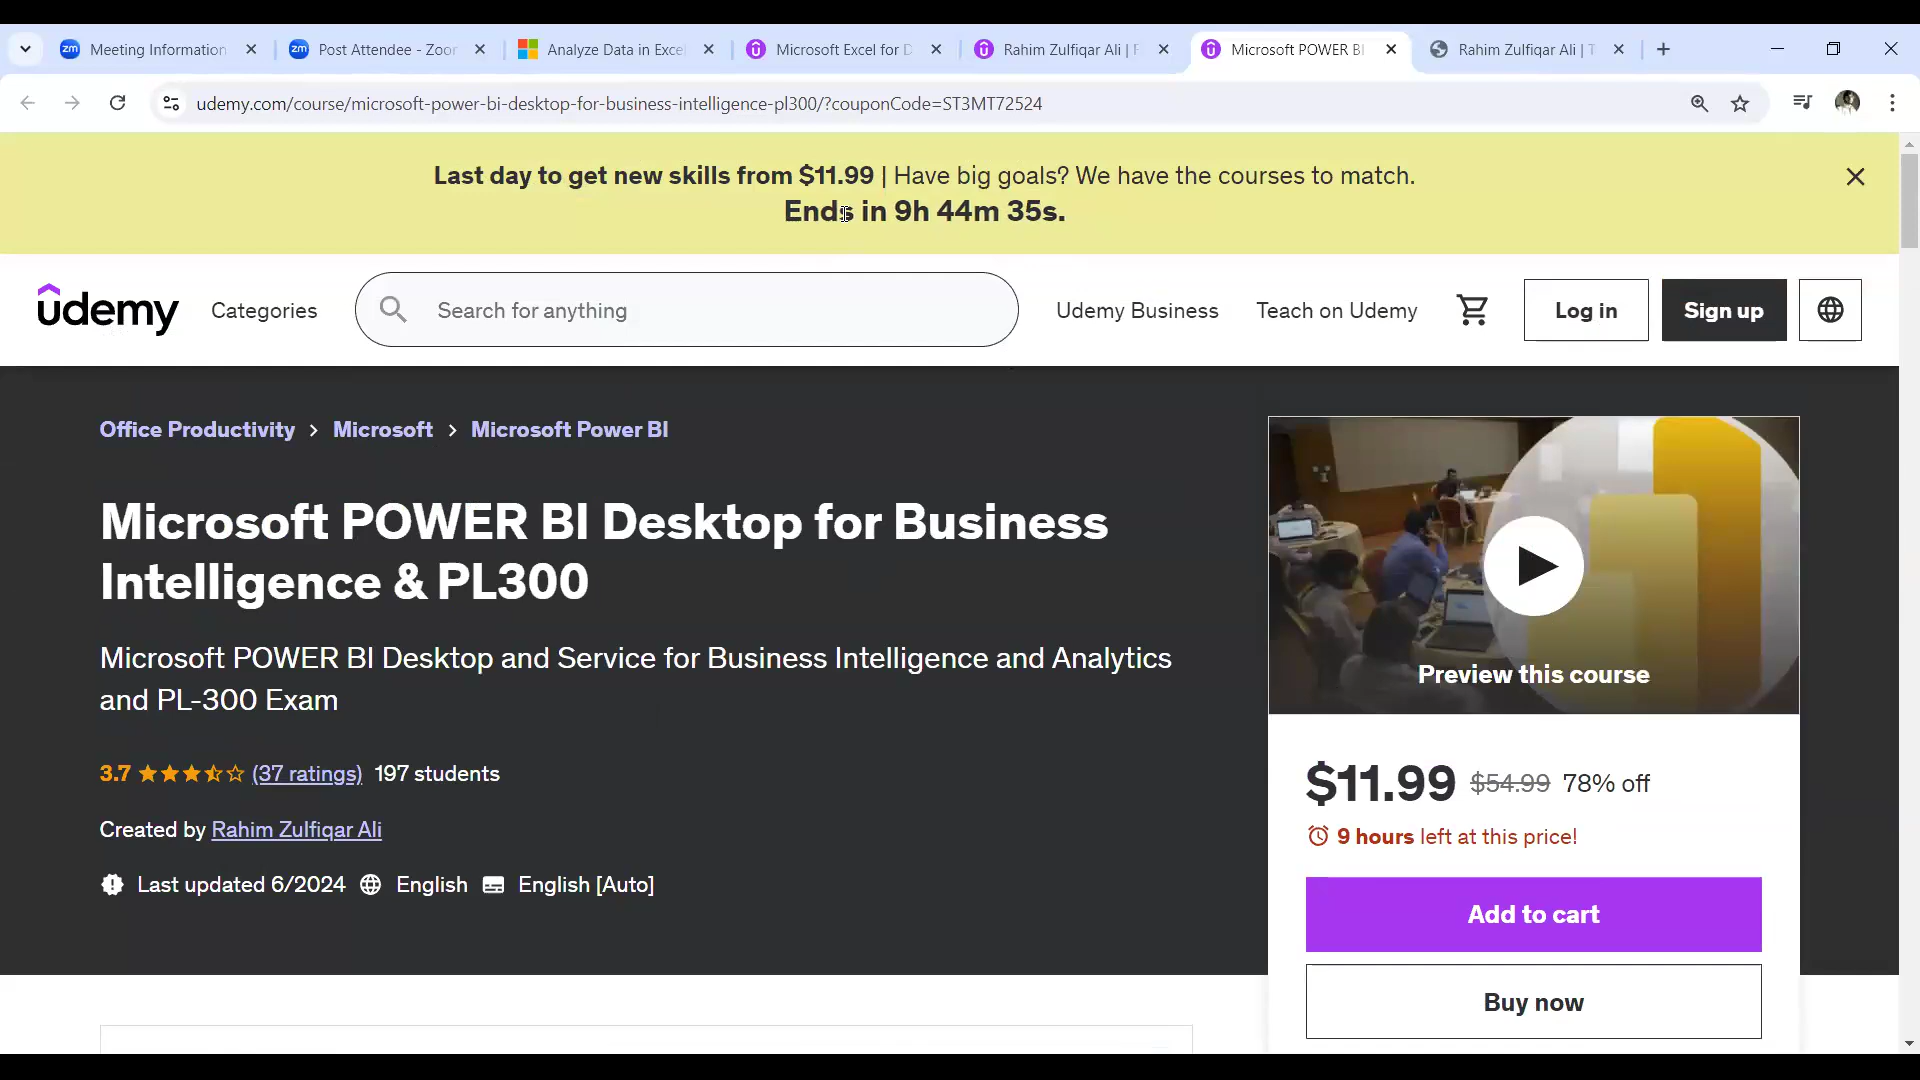 Meeting Information
Post Attendee - Zoo
Analyze Data in Exce
Microsoft Excel for D
Rahim Zulfiqar Ali |
Microsoft POWER BI
Rahim Zulfiqar Ali | T
udemy.com/course/microsoft-power-bi-desktop-for-business-intelligence-pl300/?couponCode=ST3MT72524
Last day to get new skills from $11.99 | Have big goals? We have the courses to match.
Ends in 9h 44m 35s.
udemy
Categories
Search for anything
Udemy Business
Teach on Udemy
Log in
Sign up
Office Productivity > Microsoft > Microsoft Power BI
Microsoft POWER BI Desktop for Business
Intelligence & PL300
Microsoft POWER BI Desktop and Service for Business Intelligence and Analytics
and PL-300 Exam
3.7 (37 ratings) 197 students
Created by Rahim Zulfiqar Ali
Last updated 6/2024 English English [Auto]
Preview this course
$11.99 $54.99 78% off
9 hours left at this price!
Add to cart
Buy now